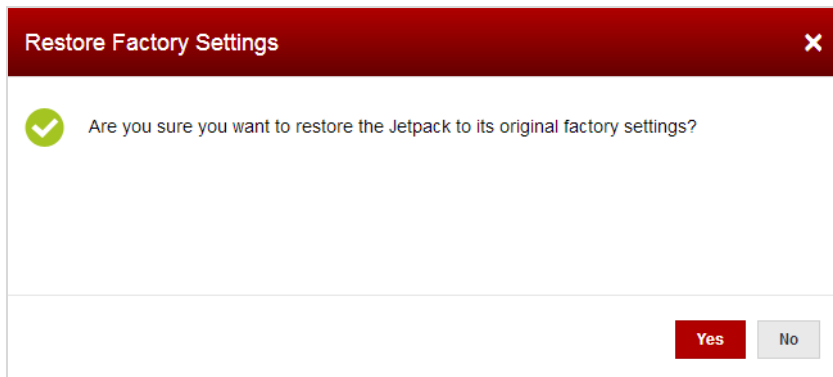 Restore Factory Settings
Are you sure you want to restore the Jetpack to its original factory settings?
Yes
No